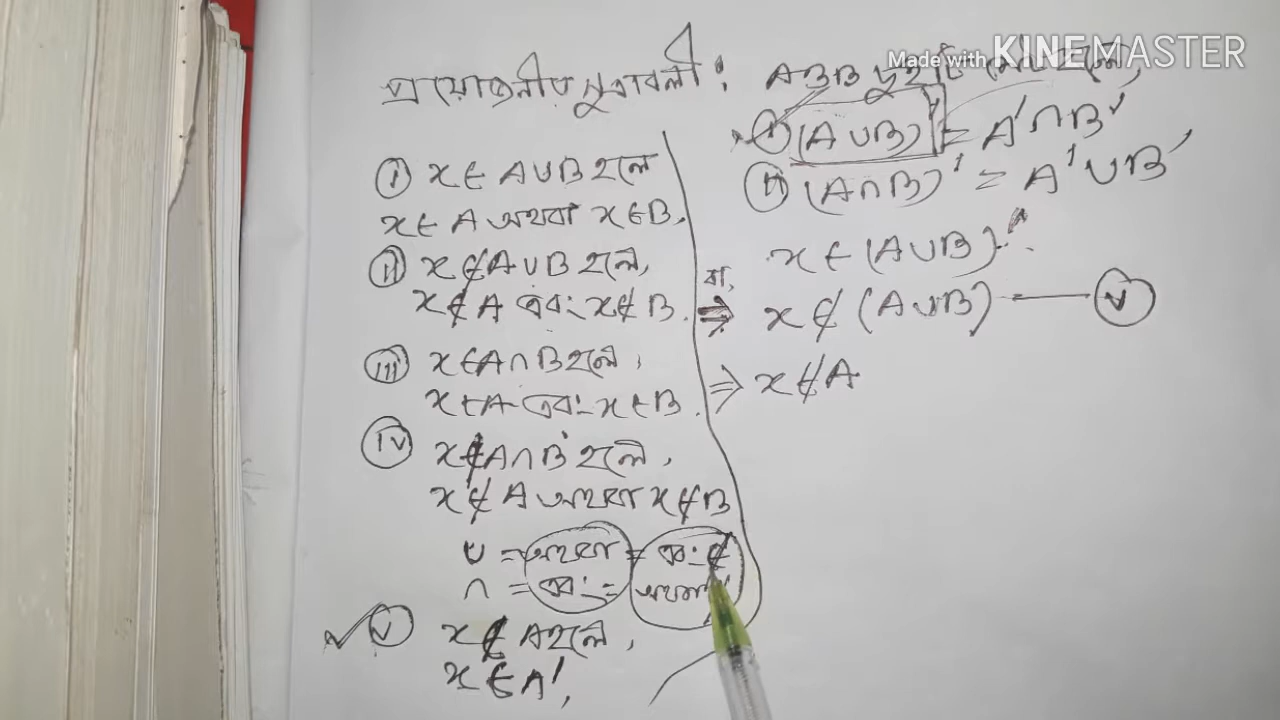 Made with KINEMASTER
প্রয়োজনীয় সুত্রাবলী:
(i) x ∈ A ∪ B হলে
x ∈ A অথবা x ∈ B,
(ii) x ∉ A ∪ B হলে,
x ∉ A এবং x ∉ B.
(iii) x ∈ A ∩ B হলে,
x ∈ A এবং x ∈ B.
(iv) x ∉ A ∩ B হলে,
x ∉ A অথবা x ∉ B
∪ = অথবা = এবং ∉
∩ = এবং = অথবা
(v) x ∉ A হলে,
x ∈ A′,
A ও B দুইটি সেট হলে,
(i) (A ∪ B)′ = A′ ∩ B′
(ii) (A ∩ B)′ = A′ ∪ B′
x ∈ (A ∪ B)′
বা,
⇒ x ∉ (A ∪ B) — (v)
⇒ x ∉ A